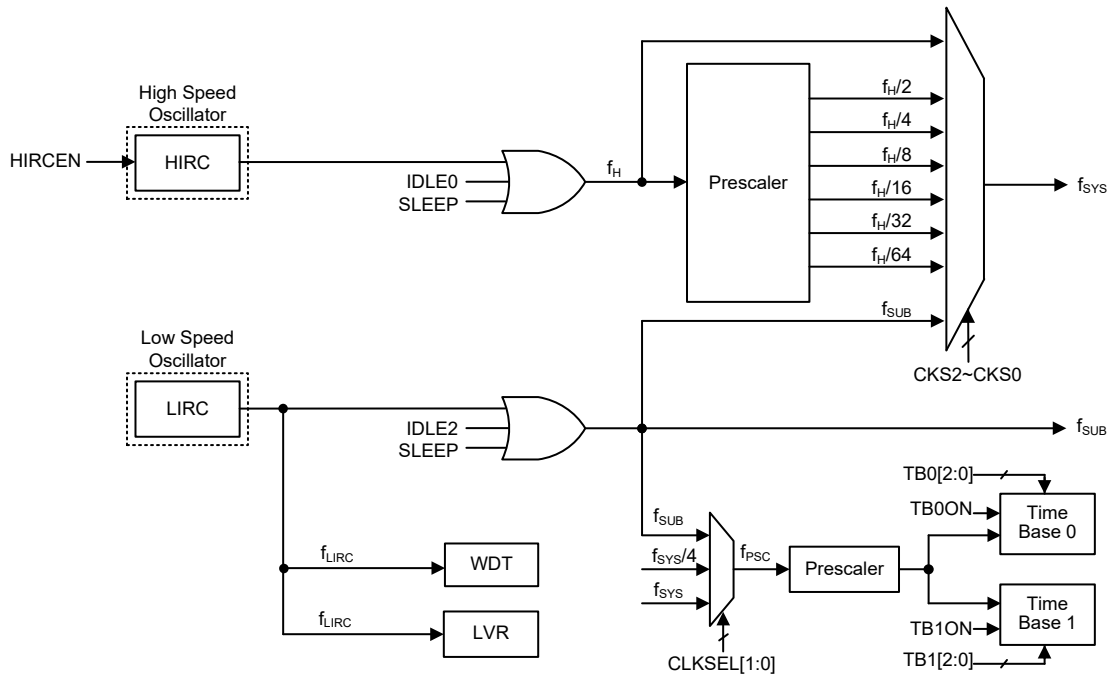 High Speed
Oscillator
HIRCEN
HIRC
IDLE0
SLEEP
fH
Prescaler
fH/2
fH/4
fH/8
fH/16
fH/32
fH/64
fSUB
fSYS
CKS2~CKS0
Low Speed
Oscillator
LIRC
IDLE2
SLEEP
fSUB
fLIRC
WDT
fLIRC
LVR
fSUB
fSYS/4
fSYS
CLKSEL[1:0]
fPSC
Prescaler
TB0[2:0]
TB0ON
Time
Base 0
Time
Base 1
TB1ON
TB1[2:0]